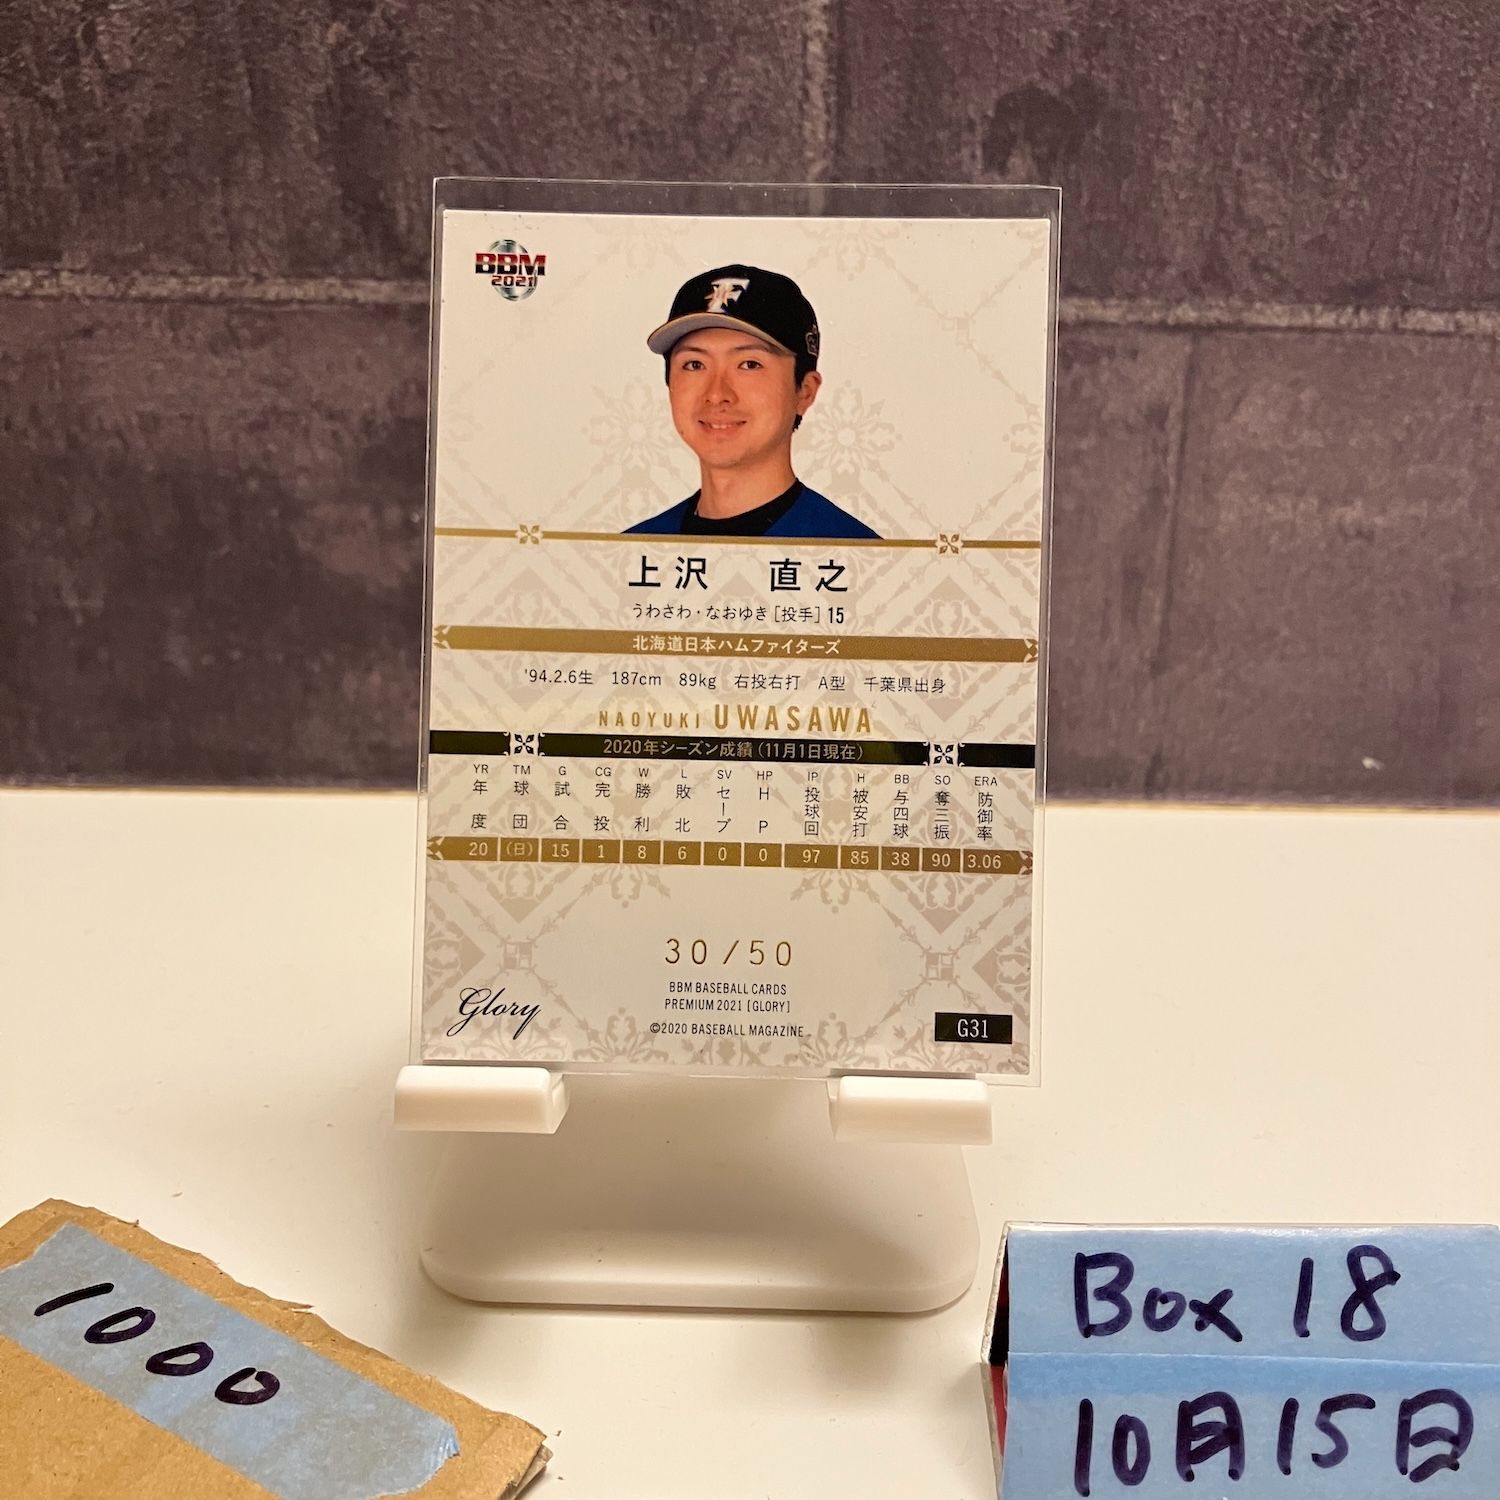 BBM
2021
F
上沢 直之
うわさわ・なおゆき［投手］15
北海道日本ハムファイターズ
'94.2.6生 187cm 89kg 右投右打 A型 千葉県出身
NAOYUKI UWASAWA
2020年シーズン成績（11月1日現在）
YR TM G CG W L SV HP IP H BB SO ERA
年度 球団 試合 完投 勝利 敗北 セーブ HP 投球回 被安打 与四球 奪三振 防御率
20 （日） 15 1 8 6 0 0 97 85 38 90 3.06
30/50
BBM BASEBALL CARDS
PREMIUM 2021 [GLORY]
©2020 BASEBALL MAGAZINE
Glory
G31
1000
Box 18
10月15日